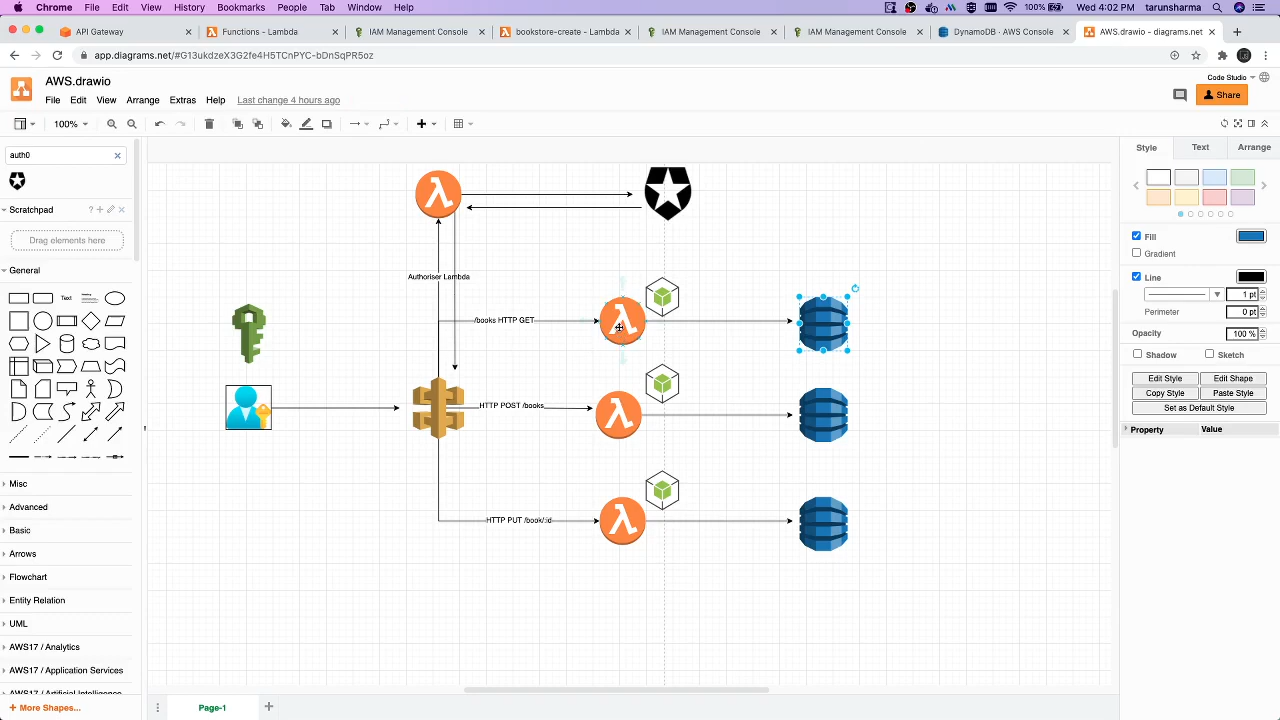 Chrome File Edit View History Bookmarks People Tab Window Help 100% Wed 4:02 PM tarunsharma
API Gateway Functions - Lambda IAM Management Console bookstore-create - Lambda IAM Management Console IAM Management Console DynamoDB · AWS Console AWS.drawio - diagrams.net
app.diagrams.net/#G13ukdzeX3G2fe4H5TCnPYC-bDnSqPR5oz
AWS.drawio
Code Studio
File Edit View Arrange Extras Help Last change 4 hours ago
Share
100%
auth0
Style Text Arrange
Scratchpad
Drag elements here
General
Text
Fill
Gradient
Line
1 pt
Perimeter 0 pt
Opacity 100 %
Shadow Sketch
Edit Style Edit Shape
Copy Style Paste Style
Set as Default Style
Property Value
Authoriser Lambda
/books HTTP GET
HTTP POST /books
HTTP PUT /book/:id
Misc
Advanced
Basic
Arrows
Flowchart
Entity Relation
UML
AWS17 / Analytics
AWS17 / Application Services
AWS17 / Artificial Intelligence
+ More Shapes...
Page-1